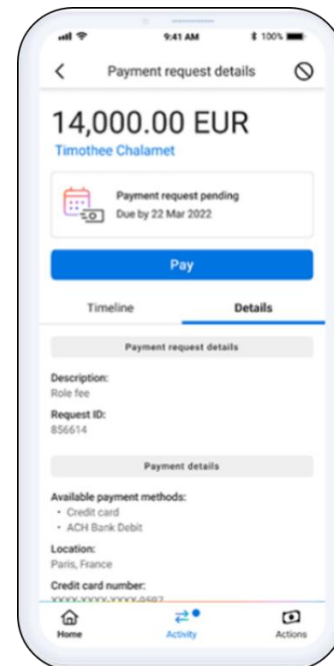 9:41 AM
100%
Payment request details
14,000.00 EUR
Timothee Chalamet
Payment request pending
Due by 22 Mar 2022
Pay
Timeline Details
Payment request details
Description:
Role fee
Request ID:
856614
Payment details
Available payment methods:
• Credit card
• ACH Bank Debit
Location:
Paris, France
Credit card number:
Home Activity Actions